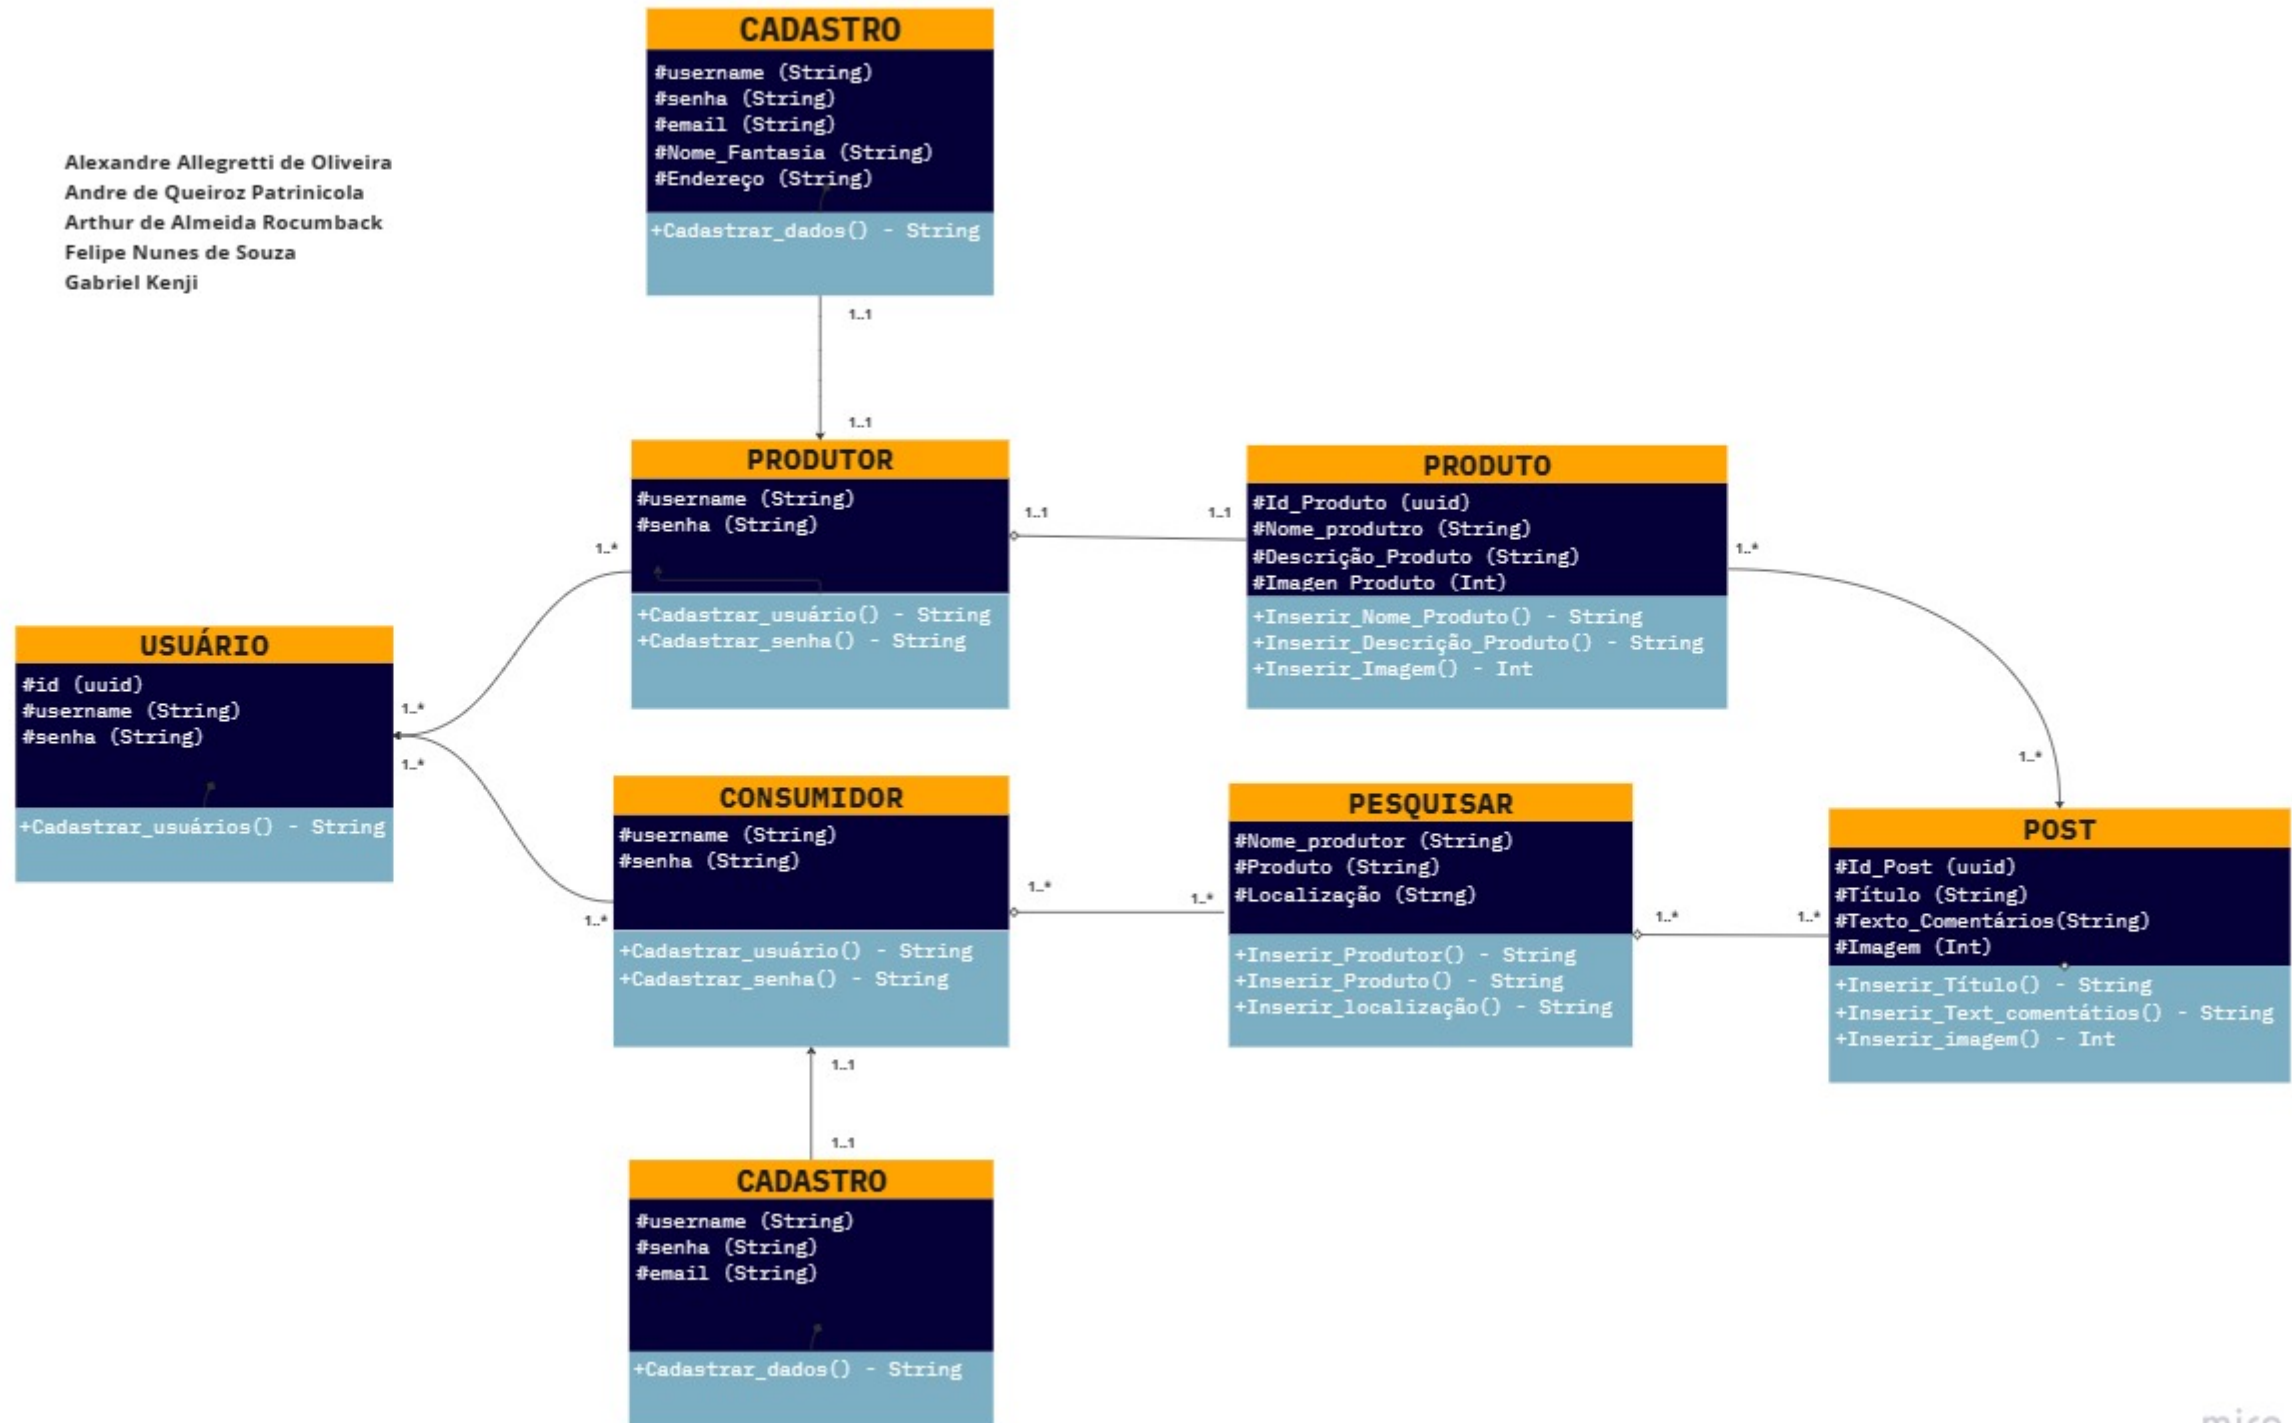 CADASTRO
#username (String)
#senha (String)
#email (String)
#Nome_Fantasia (String)
#Endereço (String)
+Cadastrar_dados() - String
Alexandre Allegretti de Oliveira
Andre de Queiroz Patrinicola
Arthur de Almeida Rocumback
Felipe Nunes de Souza
Gabriel Kenji
1..1
1..1
PRODUTOR
#username (String)
#senha (String)
+Cadastrar_usuário() - String
+Cadastrar_senha() - String
1..1
1..1
PRODUTO
#Id_Produto (uuid)
#Nome_produtro (String)
#Descrição_Produto (String)
#Imagen Produto (Int)
+Inserir_Nome_Produto() - String
+Inserir_Descrição_Produto() - String
+Inserir_Imagem() - Int
1..*
1..*
1..*
1..*
1..*
1..*
USUÁRIO
#id (uuid)
#username (String)
#senha (String)
+Cadastrar_usuários() - String
CONSUMIDOR
#username (String)
#senha (String)
+Cadastrar_usuário() - String
+Cadastrar_senha() - String
1..*
1..*
PESQUISAR
#Nome_produtor (String)
#Produto (String)
#Localização (Strng)
+Inserir_Produtor() - String
+Inserir_Produto() - String
+Inserir_localização() - String
1..*
1..*
POST
#Id_Post (uuid)
#Título (String)
#Texto_Comentários(String)
#Imagem (Int)
+Inserir_Título() - String
+Inserir_Text_comentátios() - String
+Inserir_imagem() - Int
1..1
1..1
CADASTRO
#username (String)
#senha (String)
#email (String)
+Cadastrar_dados() - String